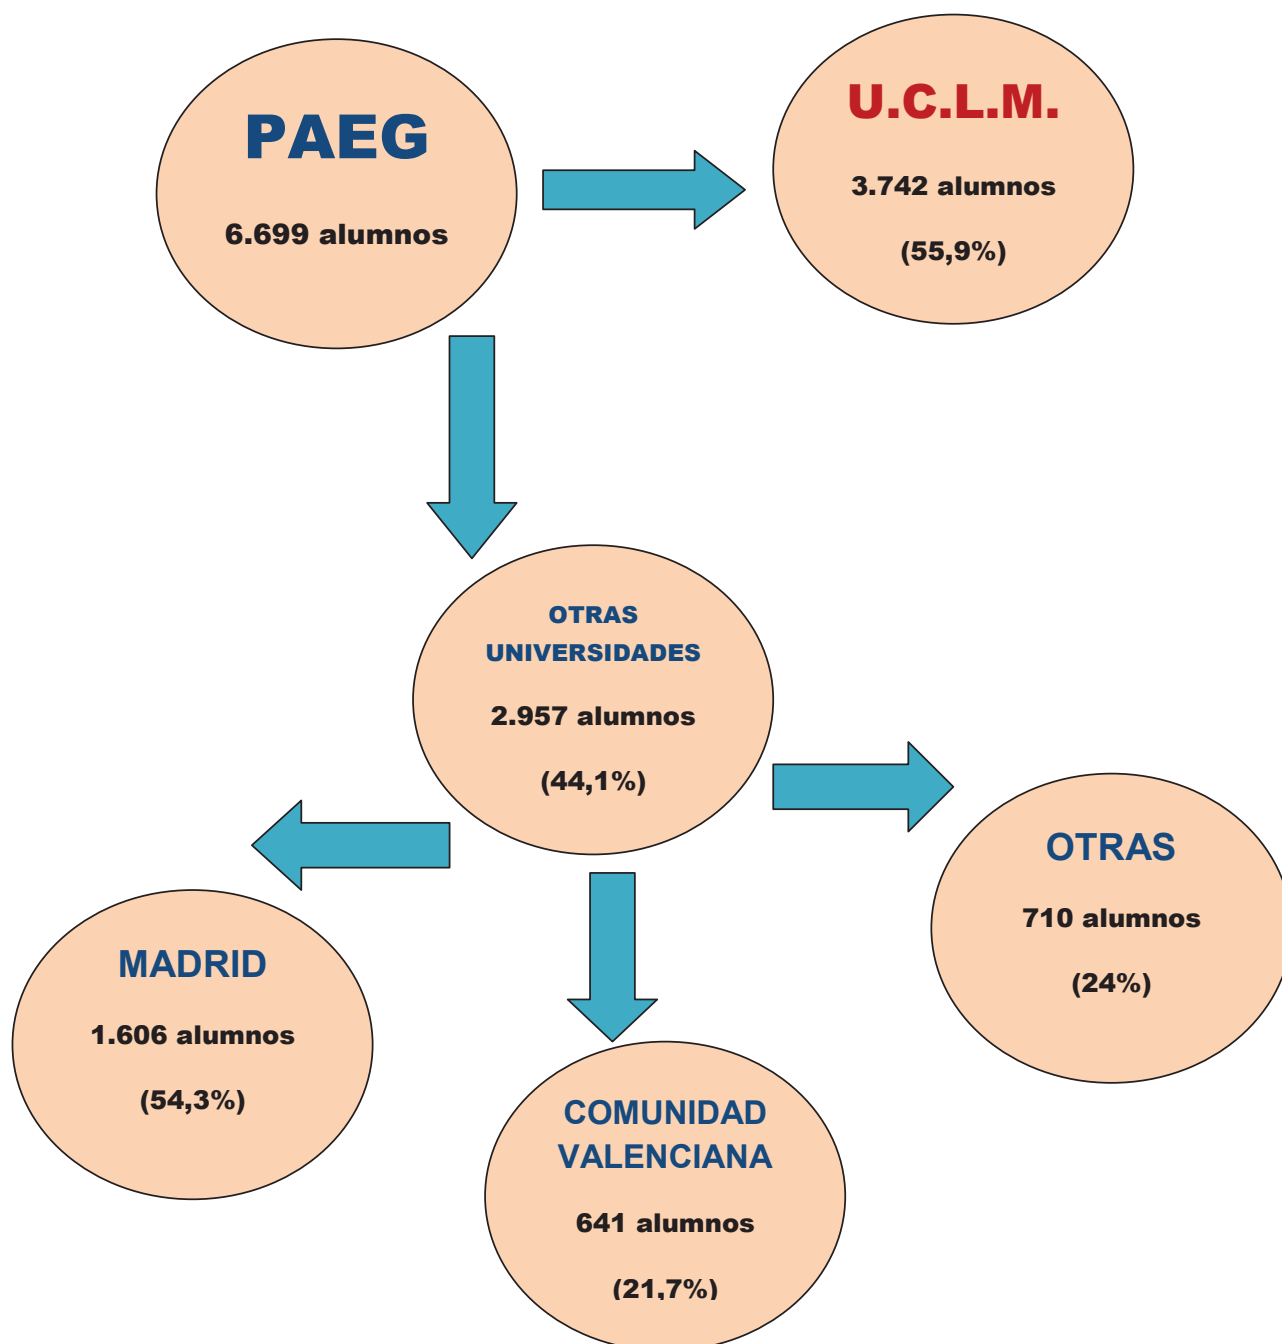 PAEG
6.699 alumnos
U.C.L.M.
3.742 alumnos
(55,9%)
OTRAS
UNIVERSIDADES
2.957 alumnos
(44,1%)
OTRAS
710 alumnos
(24%)
MADRID
1.606 alumnos
(54,3%)
COMUNIDAD
VALENCIANA
641 alumnos
(21,7%)